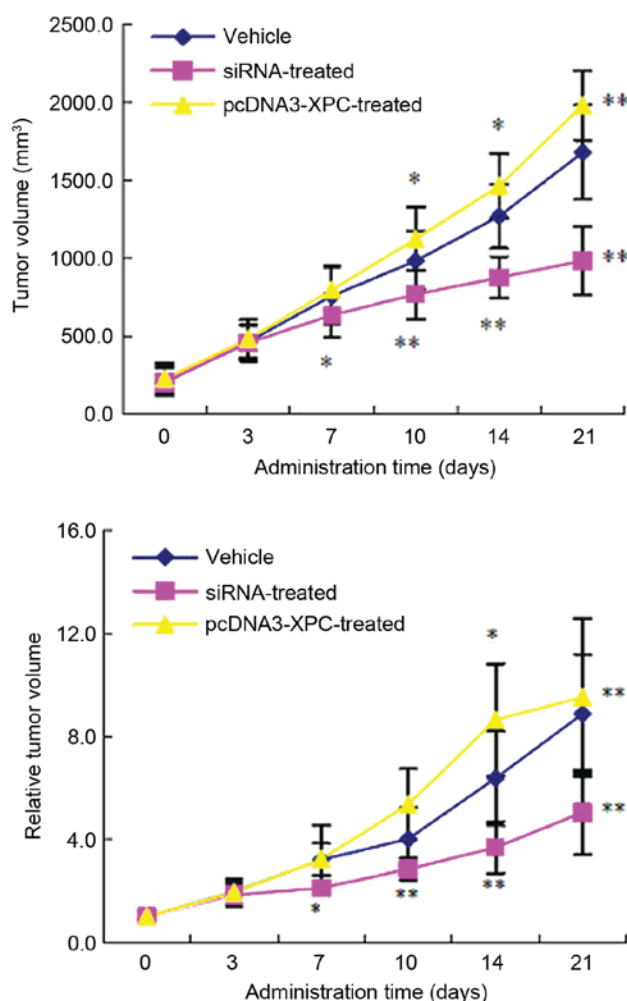 2500.0
2000.0
1500.0
1000.0
500.0
0.0
Tumor volume (mm³)
Vehicle
siRNA-treated
pcDNA3-XPC-treated
*
*
**
**
*
**
**
0 3 7 10 14 21
Administration time (days)
16.0
12.0
8.0
4.0
0.0
Relative tumor volume
Vehicle
siRNA-treated
pcDNA3-XPC-treated
*
**
**
*
**
**
0 3 7 10 14 21
Administration time (days)